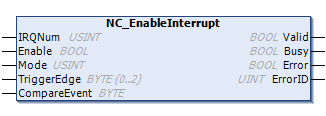 NC_EnableInterrupt
IRQNum USINT BOOL Valid
Enable BOOL BOOL Busy
Mode USINT BOOL Error
TriggerEdge BYTE (0..2) UINT ErrorID
CompareEvent BYTE